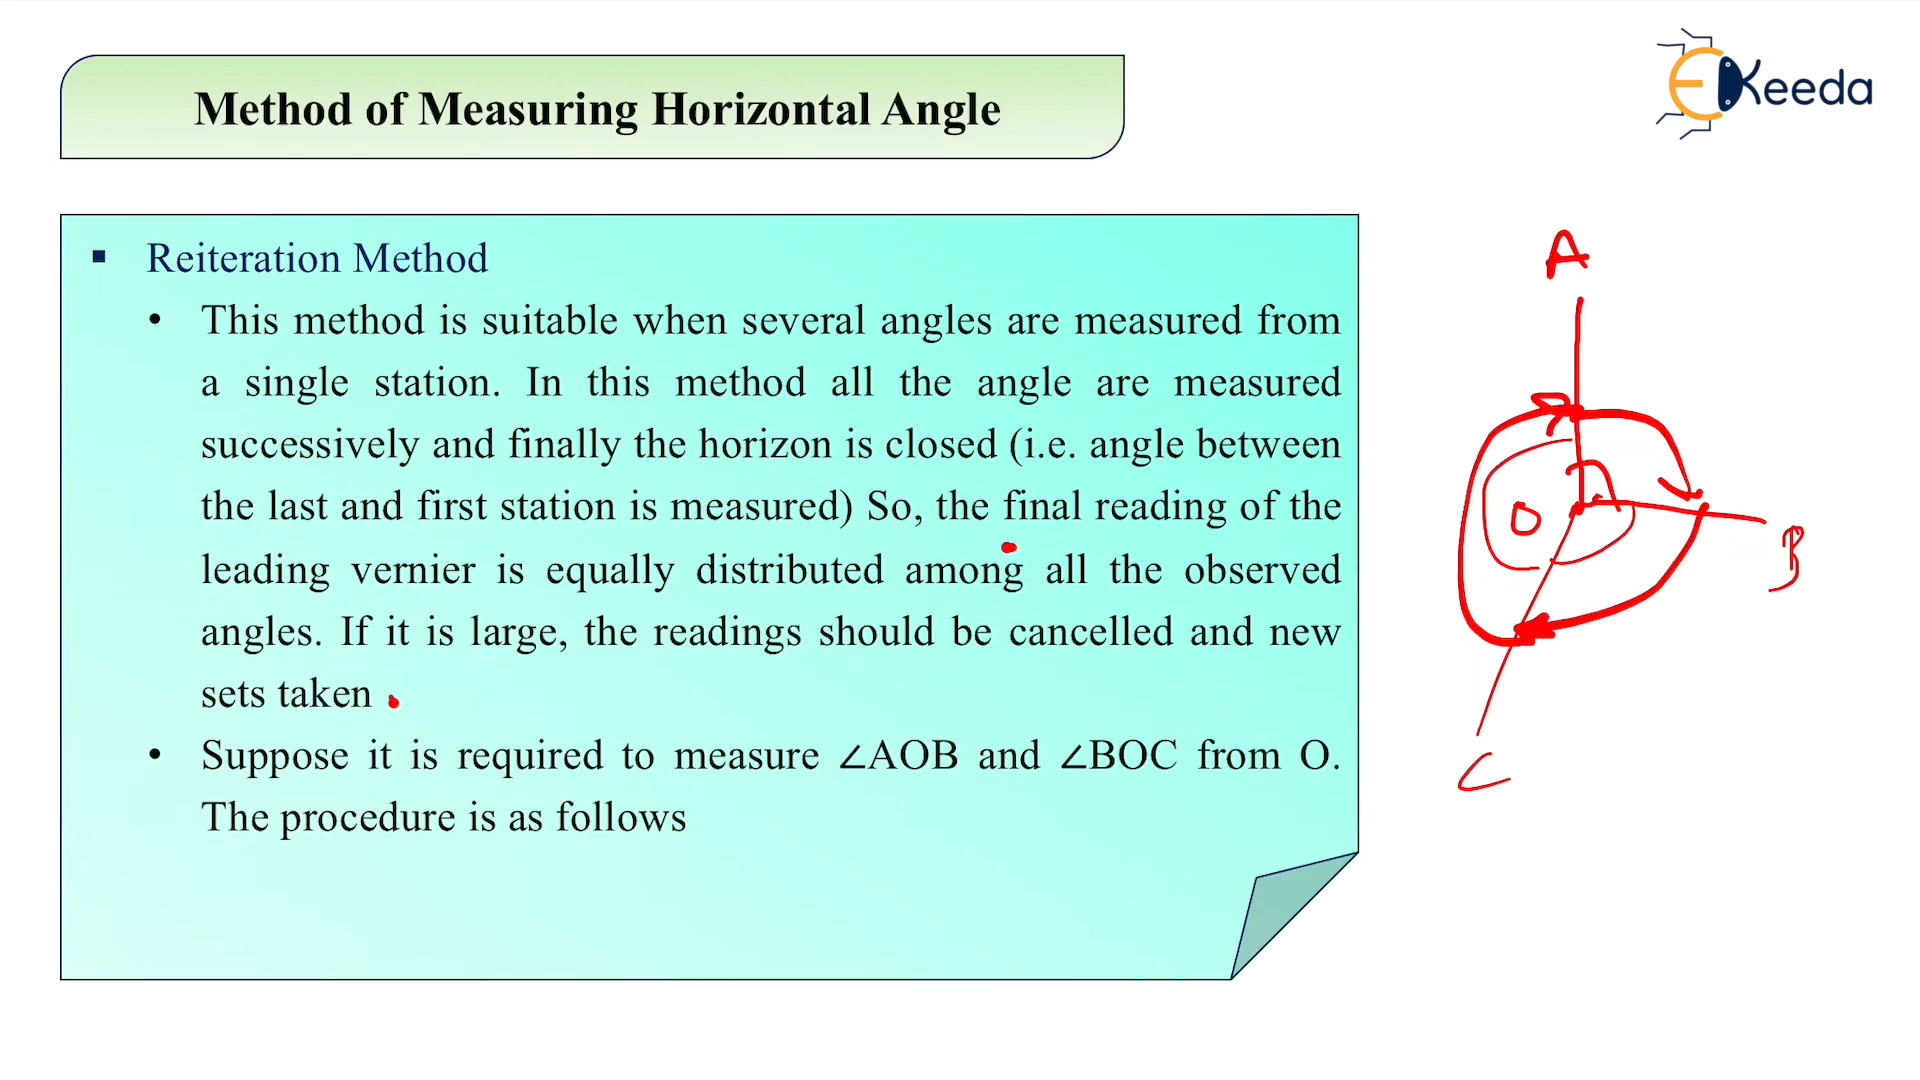 Method of Measuring Horizontal Angle
EKeeda
▪ Reiteration Method
• This method is suitable when several angles are measured from
a single station. In this method all the angle are measured
successively and finally the horizon is closed (i.e. angle between
the last and first station is measured) So, the final reading of the
leading vernier is equally distributed among all the observed
angles. If it is large, the readings should be cancelled and new
sets taken .
• Suppose it is required to measure ∠AOB and ∠BOC from O.
The procedure is as follows
A
O
B
C